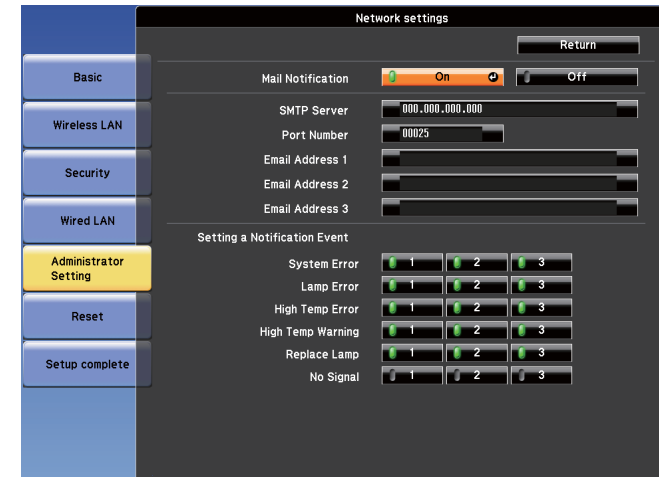 Network settings
Return
Basic
Wireless LAN
Security
Wired LAN
Administrator
Setting
Reset
Setup complete
Mail Notification On Off
SMTP Server 000.000.000.000
Port Number 00025
Email Address 1
Email Address 2
Email Address 3
Setting a Notification Event
System Error 1 2 3
Lamp Error 1 2 3
High Temp Error 1 2 3
High Temp Warning 1 2 3
Replace Lamp 1 2 3
No Signal 1 2 3